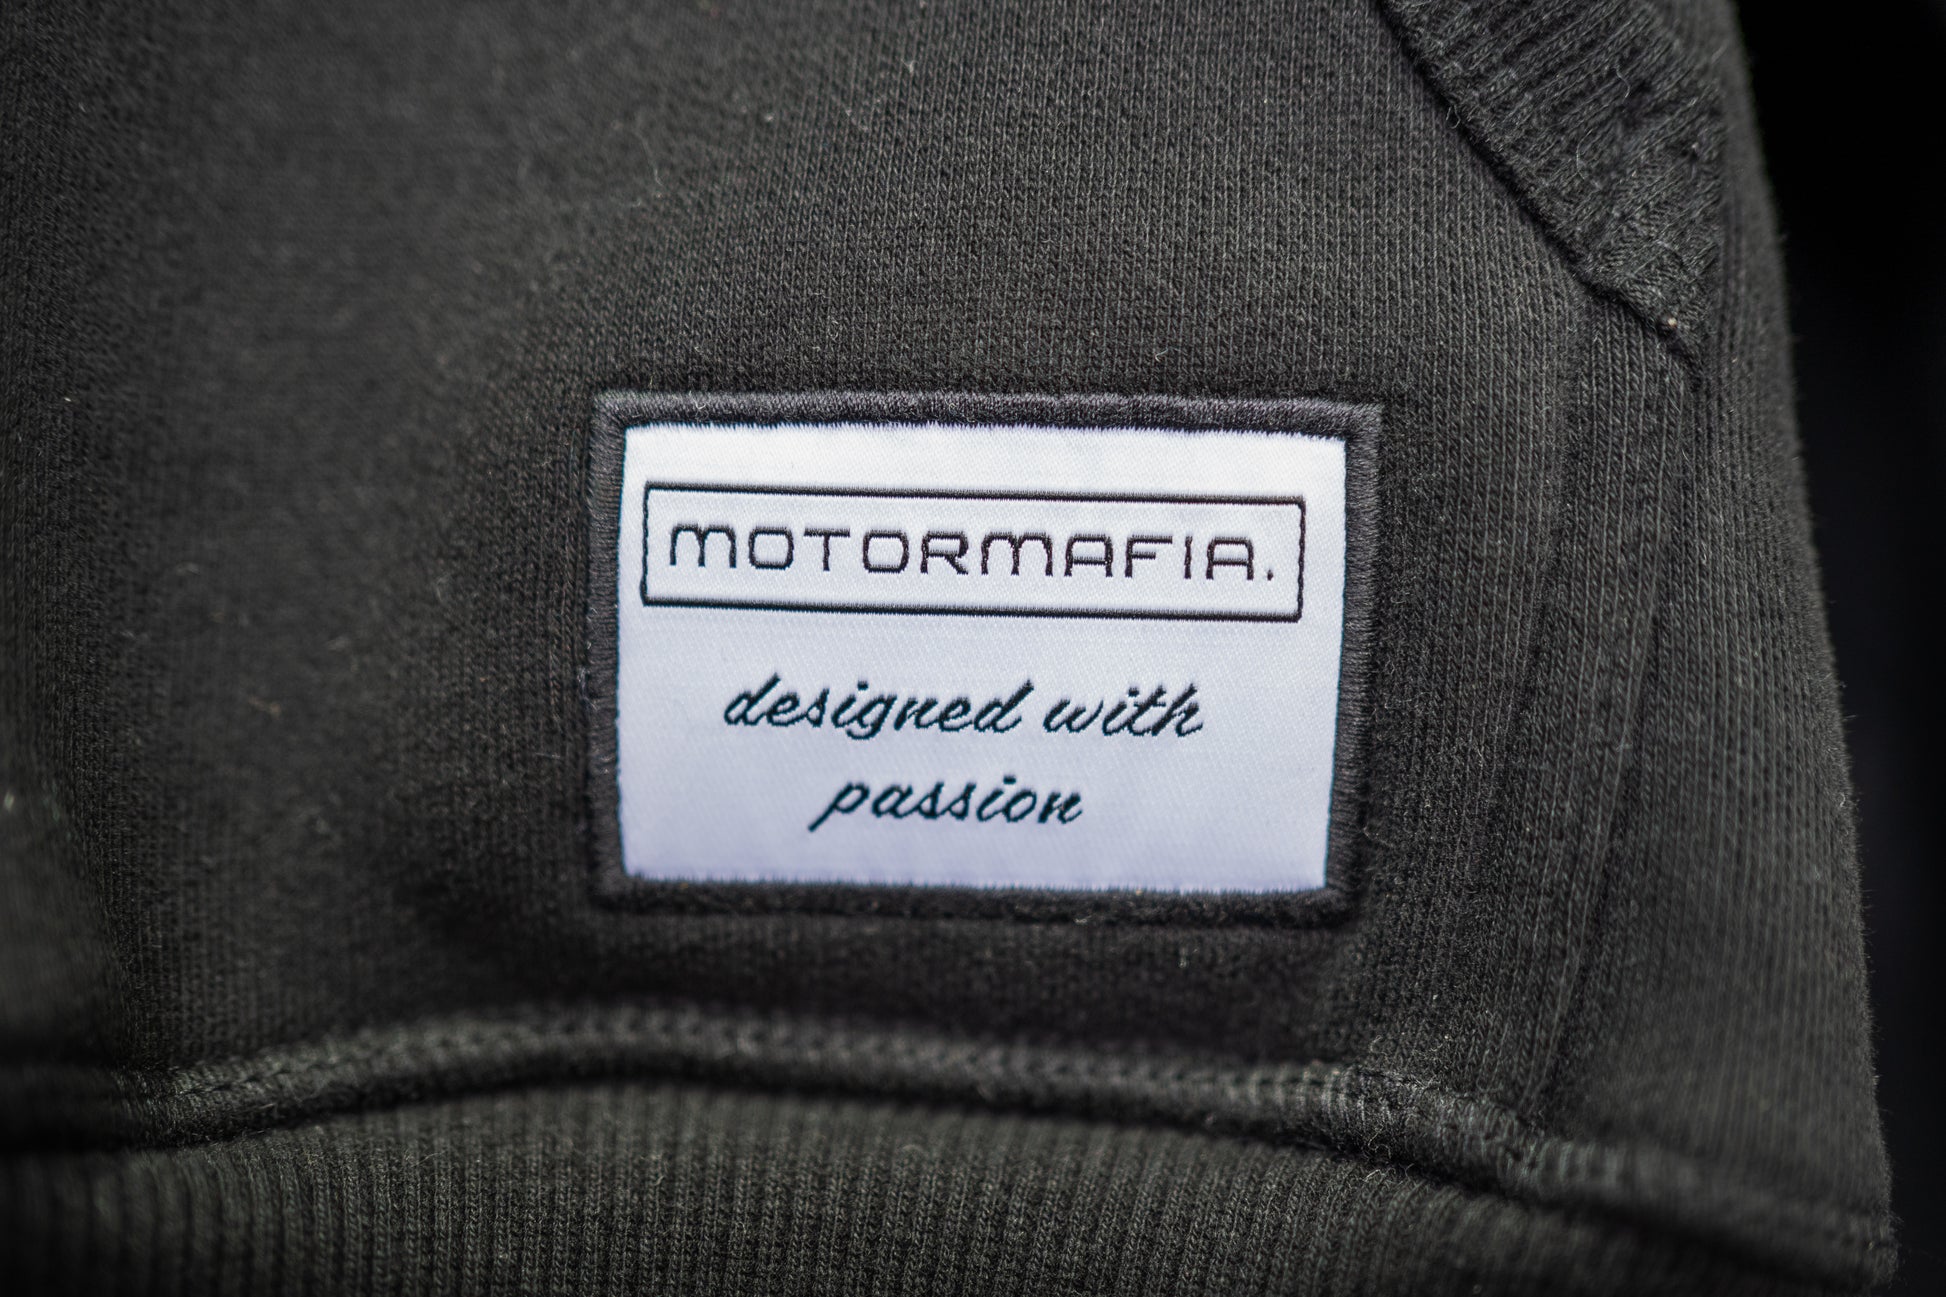 MOTORMAFIA.
designed with
passion